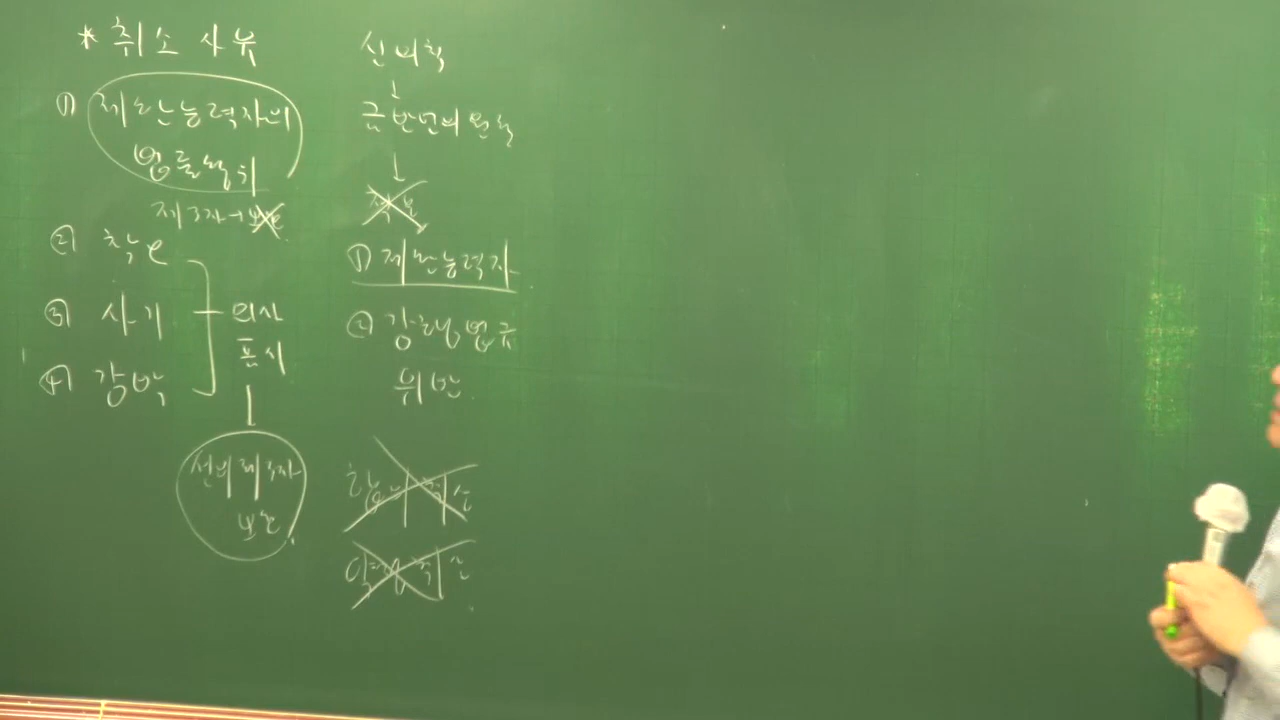 * 취소 사유
① 제한능력자의
법률행위
제3자→보호
② 착오
③ 사기
④ 강박
의사
표시
선의제3자
보호
신의칙
↓
금반언의 원칙
↓
적용
① 제한능력자
② 강행법규
위반